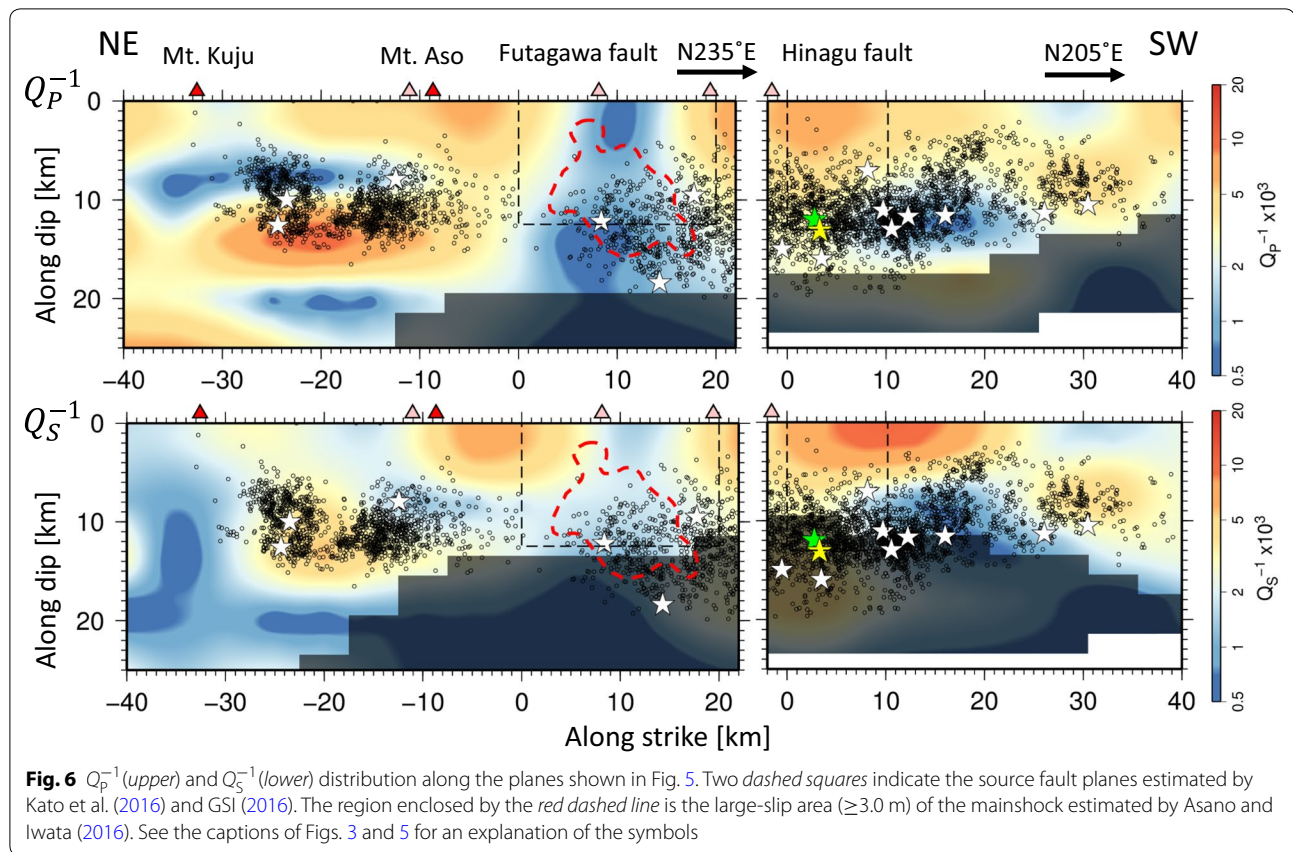 NE Mt. Kuju Mt. Aso Futagawa fault N235°E Hinagu fault N205°E SW
Q_P^-1
Along dip [km]
0
10
20
−40 −30 −20 −10 0 10 20
0 10 20 30 40
20
10
5
2
1
0.5
Q_P^-1 x10^3
Q_S^-1
Along dip [km]
0
10
20
−40 −30 −20 −10 0 10 20
0 10 20 30 40
20
10
5
2
1
0.5
Q_S^-1 x10^3
Along strike [km]
Fig. 6 Q_P^-1 (upper) and Q_S^-1 (lower) distribution along the planes shown in Fig. 5. Two dashed squares indicate the source fault planes estimated by
Kato et al. (2016) and GSI (2016). The region enclosed by the red dashed line is the large-slip area (≥3.0 m) of the mainshock estimated by Asano and
Iwata (2016). See the captions of Figs. 3 and 5 for an explanation of the symbols